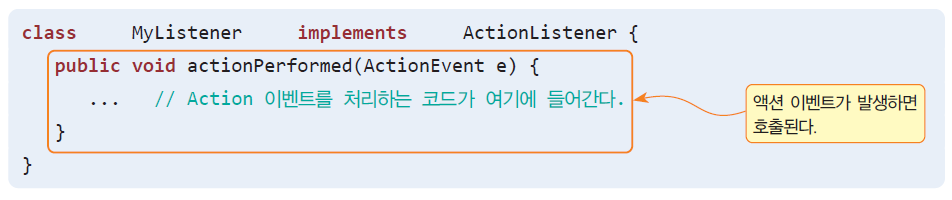 class MyListener implements ActionListener {
public void actionPerformed(ActionEvent e) {
... // Action 이벤트를 처리하는 코드가 여기에 들어간다.
}
}
액션 이벤트가 발생하면
호출된다.